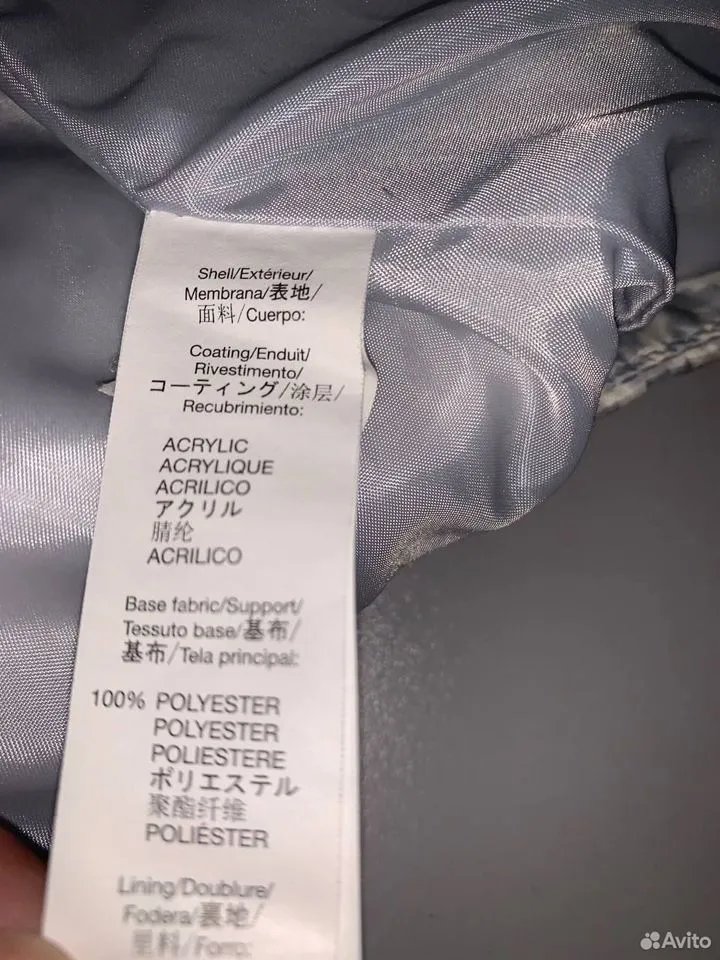 Shell/Extérieur/
Membrana/表地/
面料/Cuerpo:
Coating/Enduit/
Rivestimento/
コーティング/涂层/
Recubrimiento:
ACRYLIC
ACRYLIQUE
ACRILICO
アクリル
腈纶
ACRILICO
Base fabric/Support/
Tessuto base/基布/
基布/Tela principal:
100% POLYESTER
POLYESTER
POLIESTERE
ポリエステル
聚酯纤维
POLIÉSTER
Lining/Doublure/
Fodera/裏地/
里料/Forro:
Avito